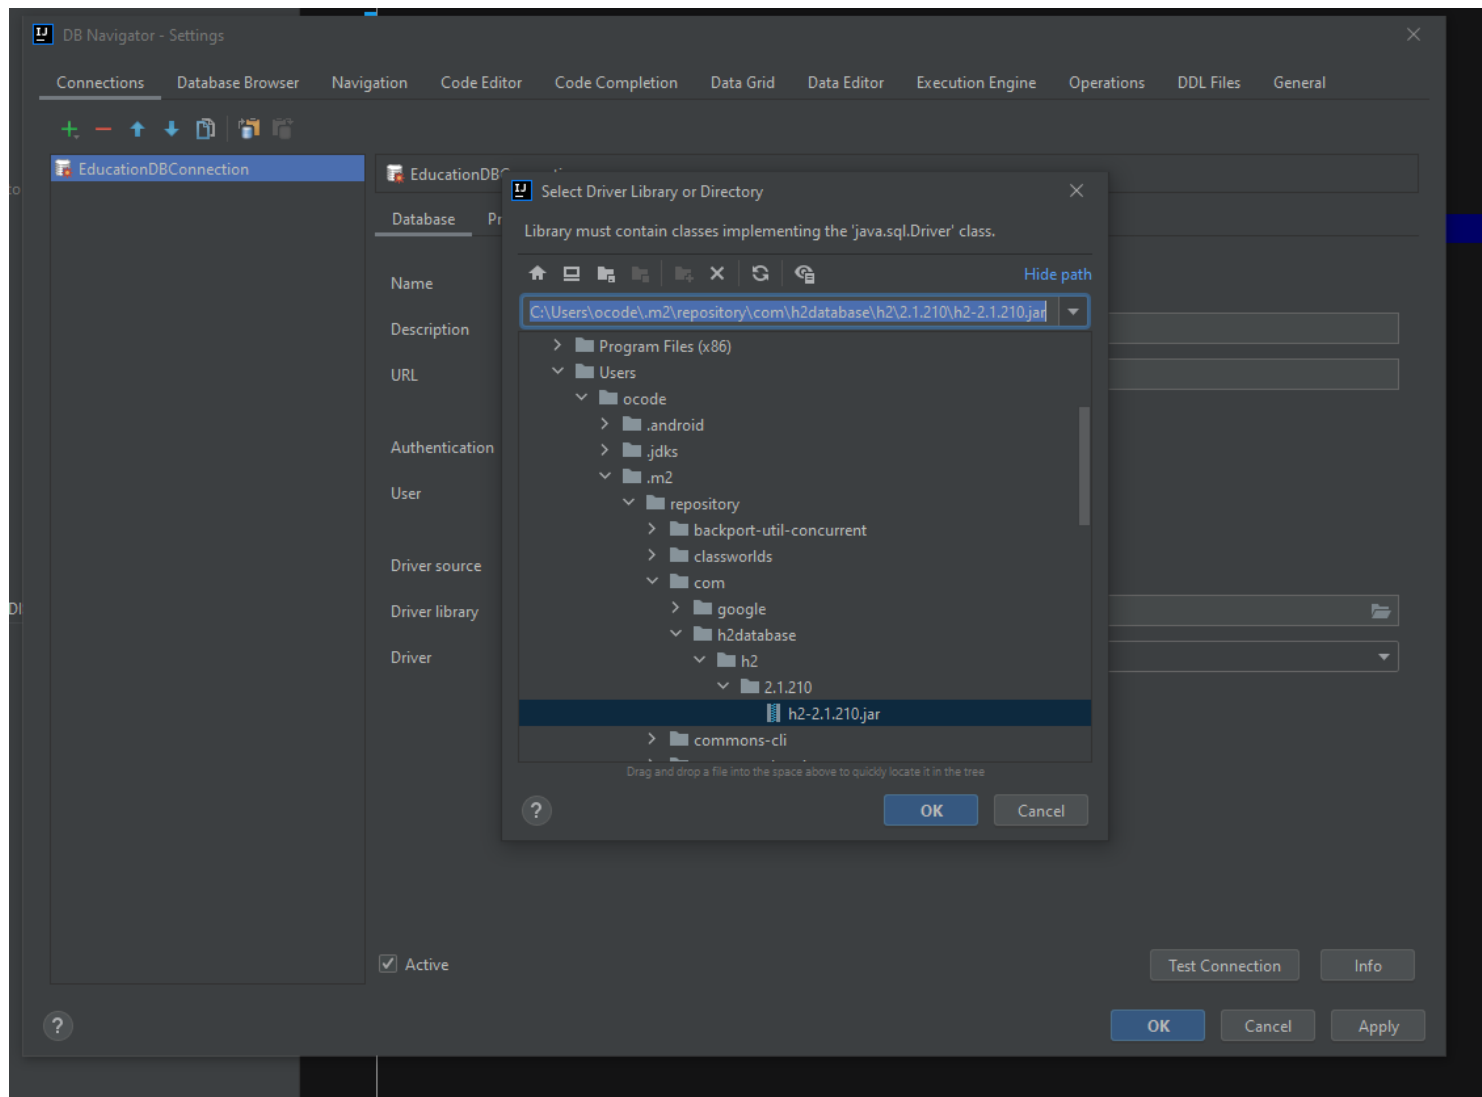 DB Navigator - Settings
Connections Database Browser Navigation Code Editor Code Completion Data Grid Data Editor Execution Engine Operations DDL Files General
EducationDBConnection
EducationDBC
Select Driver Library or Directory
Database Pr
Library must contain classes implementing the 'java.sql.Driver' class.
Hide path
Name
C:\Users\ocode\.m2\repository\com\h2database\h2\2.1.210\h2-2.1.210.jar
Description
Program Files (x86)
URL
Users
ocode
.android
Authentication
.jdks
.m2
User
repository
backport-util-concurrent
classworlds
Driver source
com
Driver library
google
h2database
Driver
h2
2.1.210
h2-2.1.210.jar
commons-cli
Drag and drop a file into the space above to quickly locate it in the tree
? OK Cancel
Active
Test Connection Info
? OK Cancel Apply